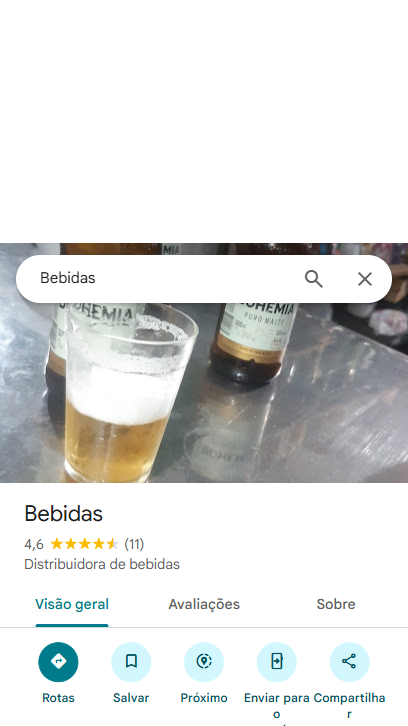 Bebidas
BOHEMIA
PURO MALTE
Bebidas
4,6 (11)
Distribuidora de bebidas
Visão geral
Avaliações
Sobre
Rotas
Salvar
Próximo
Enviar para
o
Compartilha
r